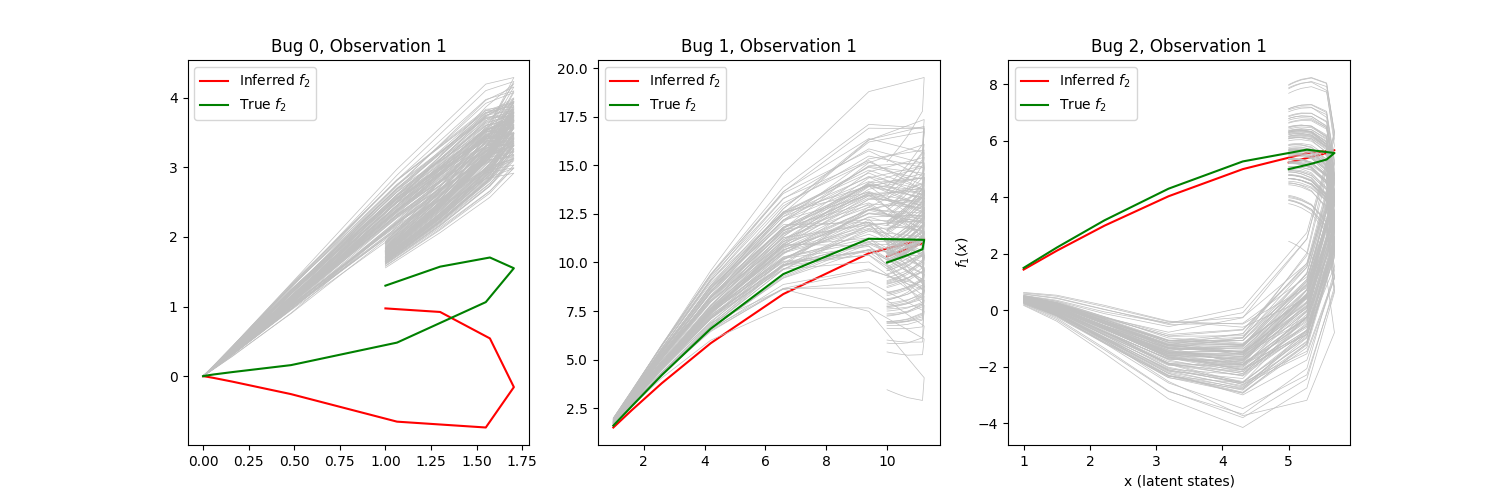 Bug 0, Observation 1
Inferred f₂
True f₂
4
3
2
1
0
0.00 0.25 0.50 0.75 1.00 1.25 1.50 1.75
Bug 1, Observation 1
Inferred f₂
True f₂
20.0
17.5
15.0
12.5
10.0
7.5
5.0
2.5
2 4 6 8 10
Bug 2, Observation 1
Inferred f₂
True f₂
f₁(x)
8
6
4
2
0
−2
−4
1 2 3 4 5
x (latent states)